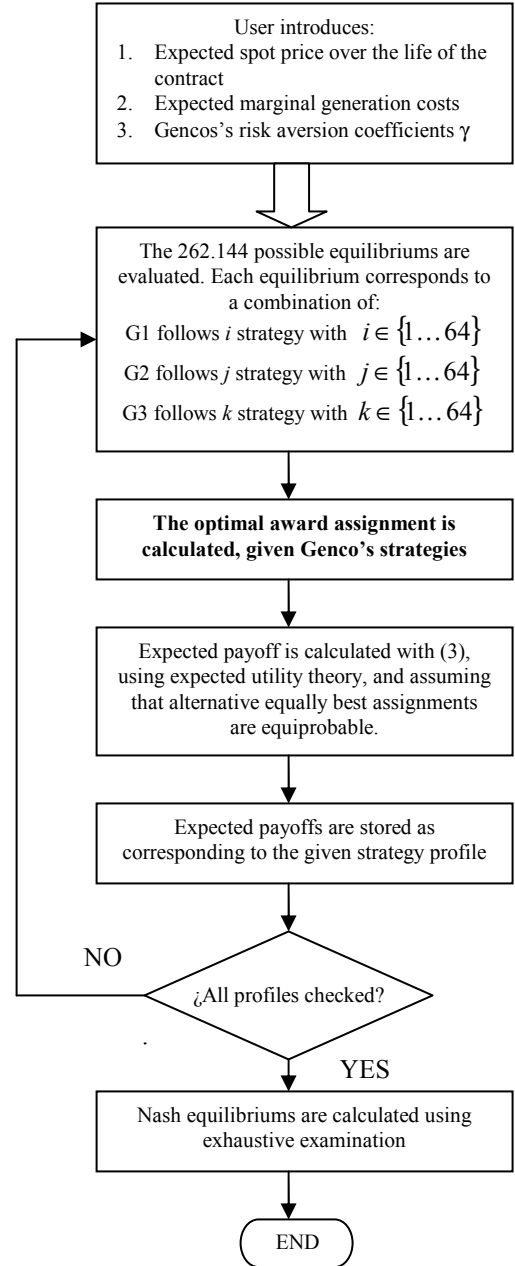 User introduces:
1. Expected spot price over the life of the
contract
2. Expected marginal generation costs
3. Gencos's risk aversion coefficients γ
The 262.144 possible equilibriums are
evaluated. Each equilibrium corresponds to
a combination of:
G1 follows i strategy with i ∈ {1…64}
G2 follows j strategy with j ∈ {1…64}
G3 follows k strategy with k ∈ {1…64}
The optimal award assignment is
calculated, given Genco's strategies
Expected payoff is calculated with (3),
using expected utility theory, and assuming
that alternative equally best assignments
are equiprobable.
Expected payoffs are stored as
corresponding to the given strategy profile
NO
¿All profiles checked?
YES
Nash equilibriums are calculated using
exhaustive examination
END